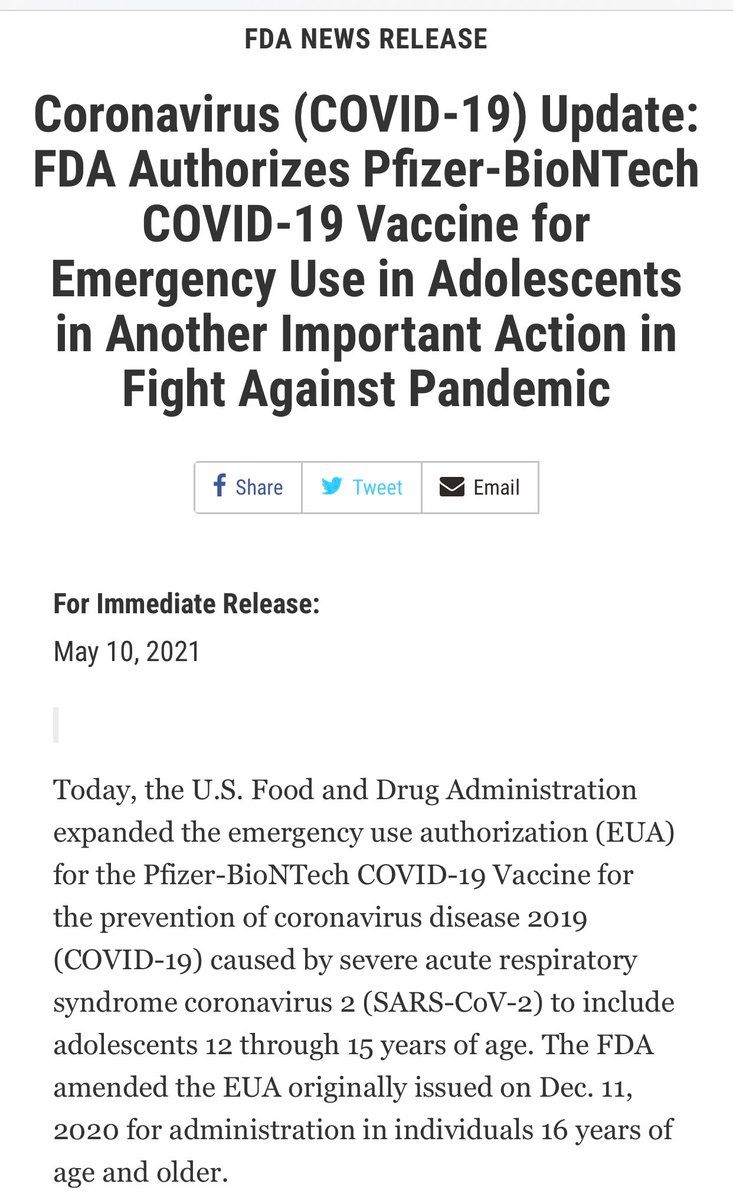 FDA NEWS RELEASE
Coronavirus (COVID-19) Update:
FDA Authorizes Pfizer-BioNTech
COVID-19 Vaccine for
Emergency Use in Adolescents
in Another Important Action in
Fight Against Pandemic
Share Tweet Email
For Immediate Release:
May 10, 2021
Today, the U.S. Food and Drug Administration
expanded the emergency use authorization (EUA)
for the Pfizer-BioNTech COVID-19 Vaccine for
the prevention of coronavirus disease 2019
(COVID-19) caused by severe acute respiratory
syndrome coronavirus 2 (SARS-CoV-2) to include
adolescents 12 through 15 years of age. The FDA
amended the EUA originally issued on Dec. 11,
2020 for administration in individuals 16 years of
age and older.